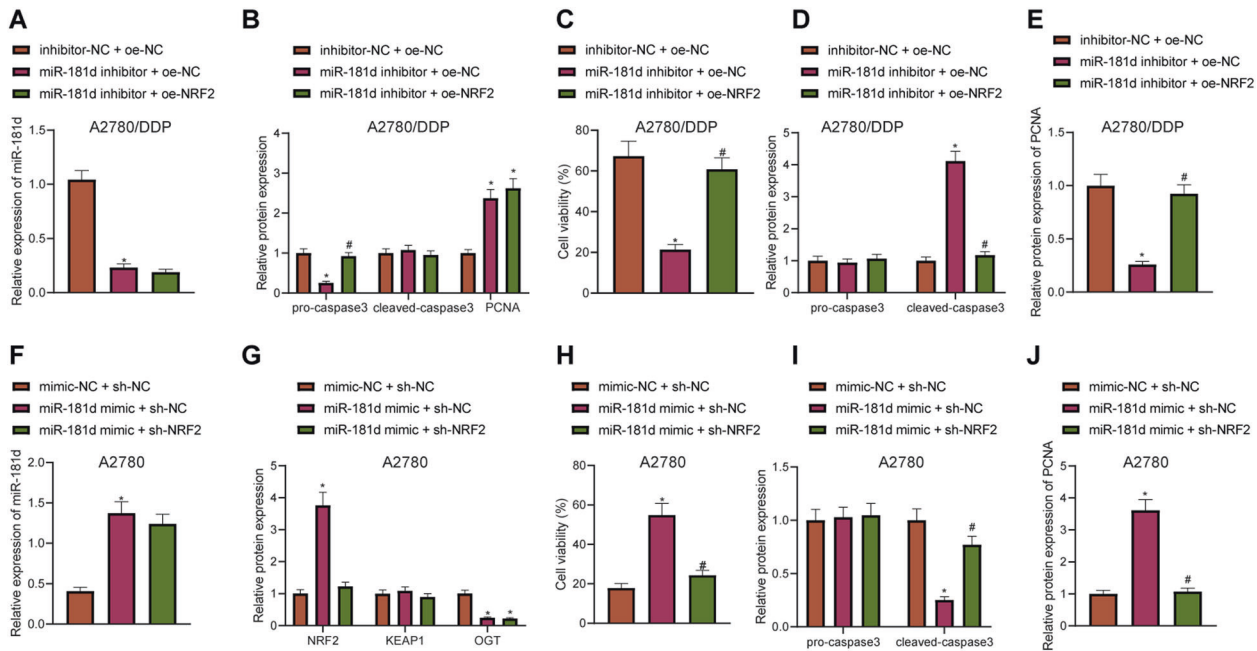 A
inhibitor-NC + oe-NC
miR-181d inhibitor + oe-NC
miR-181d inhibitor + oe-NRF2
A2780/DDP
Relative expression of miR-181d
1.5
1.0
0.5
0.0
*
B
inhibitor-NC + oe-NC
miR-181d inhibitor + oe-NC
miR-181d inhibitor + oe-NRF2
A2780/DDP
Relative protein expression
4
3
2
1
0
* # * *
pro-caspase3 cleaved-caspase3 PCNA
C
inhibitor-NC + oe-NC
miR-181d inhibitor + oe-NC
miR-181d inhibitor + oe-NRF2
A2780/DDP
Cell viability (%)
80
60
40
20
0
* #
D
inhibitor-NC + oe-NC
miR-181d inhibitor + oe-NC
miR-181d inhibitor + oe-NRF2
A2780/DDP
Relative protein expression
5
4
3
2
1
0
* #
pro-caspase3 cleaved-caspase3
E
inhibitor-NC + oe-NC
miR-181d inhibitor + oe-NC
miR-181d inhibitor + oe-NRF2
A2780/DDP
Relative protein expression of PCNA
1.5
1.0
0.5
0.0
* #
F
mimic-NC + sh-NC
miR-181d mimic + sh-NC
miR-181d mimic + sh-NRF2
A2780
Relative expression of miR-181d
2.0
1.5
1.0
0.5
0.0
*
G
mimic-NC + sh-NC
miR-181d mimic + sh-NC
miR-181d mimic + sh-NRF2
A2780
Relative protein expression
5
4
3
2
1
0
* * *
NRF2 KEAP1 OGT
H
mimic-NC + sh-NC
miR-181d mimic + sh-NC
miR-181d mimic + sh-NRF2
A2780
Cell viability (%)
80
60
40
20
0
* #
I
mimic-NC + sh-NC
miR-181d mimic + sh-NC
miR-181d mimic + sh-NRF2
A2780
Relative protein expression
1.5
1.0
0.5
0.0
* #
pro-caspase3 cleaved-caspase3
J
mimic-NC + sh-NC
miR-181d mimic + sh-NC
miR-181d mimic + sh-NRF2
A2780
Relative protein expression of PCNA
5
4
3
2
1
0
* #